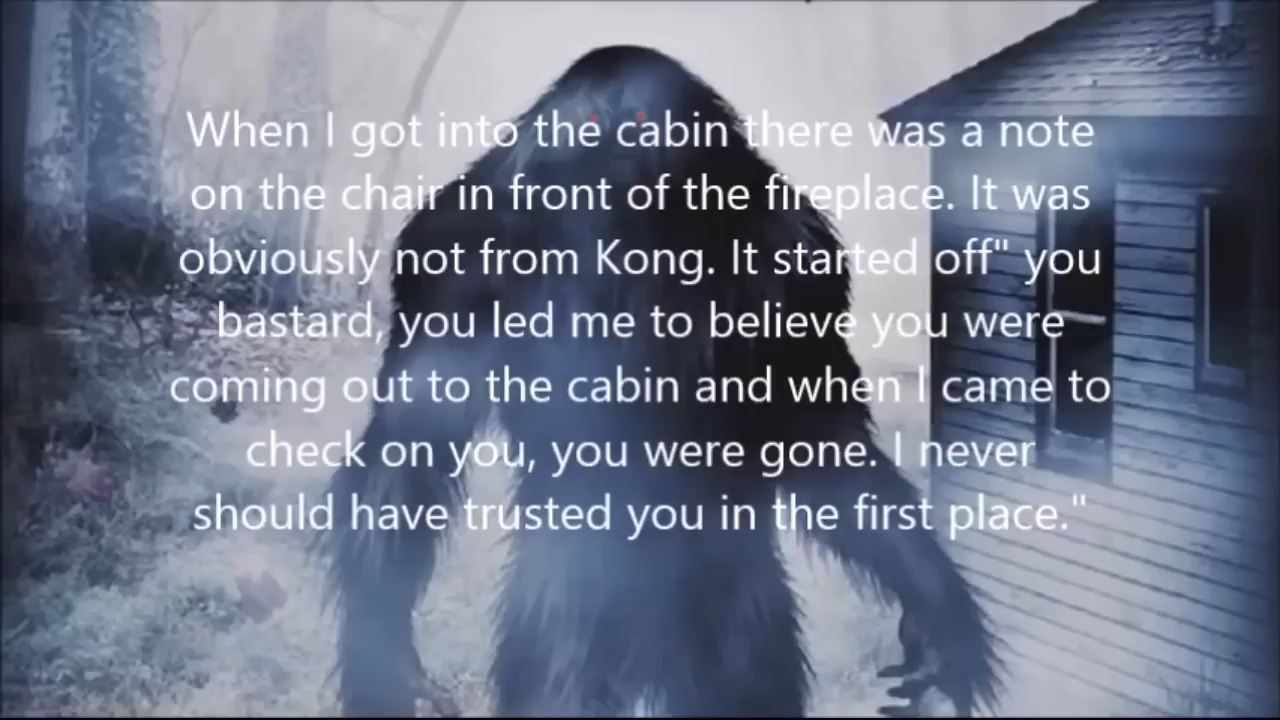 When I got into the cabin there was a note
on the chair in front of the fireplace. It was
obviously not from Kong. It started off" you
bastard, you led me to believe you were
coming out to the cabin and when I came to
check on you, you were gone. I never
should have trusted you in the first place."